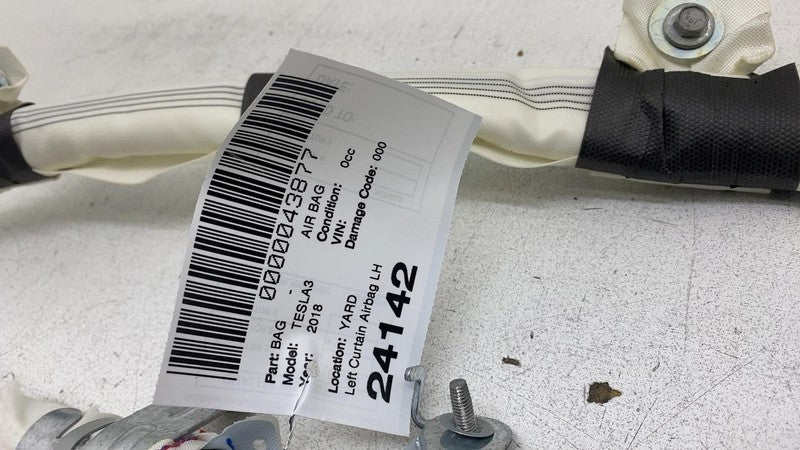 0000043877
Part: BAG - AIR BAG
Model: TESLA3 Condition: 0cc
Year: 2018 VIN:
Damage Code: 000
Location: YARD
Left Curtain Airbag LH
24142